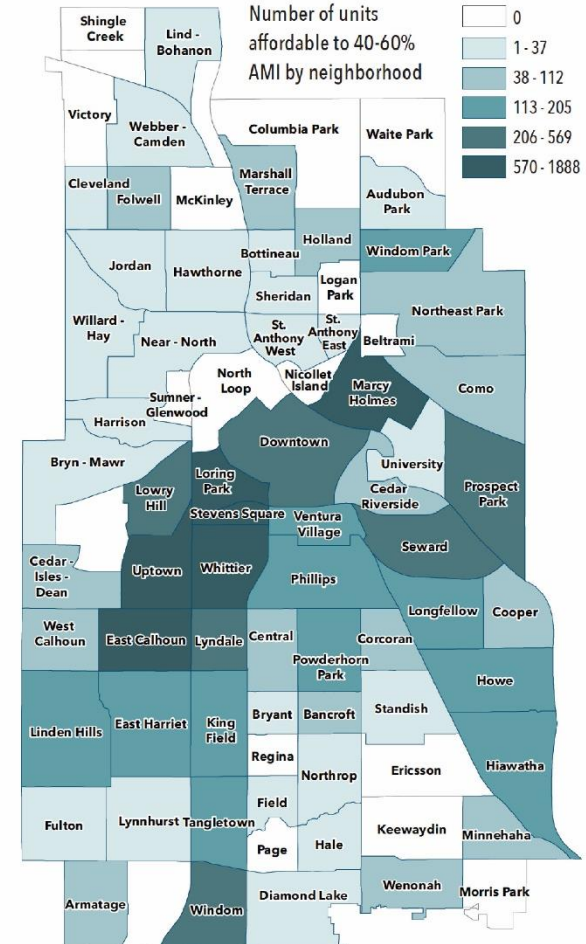 Number of units
affordable to 40-60%
AMI by neighborhood
0
1 - 37
38 - 112
113 - 205
206 - 569
570 - 1888
Shingle
Creek
Lind -
Bohanon
Victory
Webber -
Camden
Columbia Park
Waite Park
Marshall
Terrace
Cleveland
Folwell
McKinley
Audubon
Park
Jordan
Hawthorne
Bottineau
Holland
Windom Park
Sheridan
Logan
Park
Northeast Park
Willard -
Hay
Near - North
St.
Anthony
West
St.
Anthony
East
Beltrami
North
Loop
Nicollet
Island
Marcy
Holmes
Como
Sumner -
Glenwood
Harrison
Downtown
Bryn - Mawr
Loring
Park
University
Lowry
Hill
Cedar
Riverside
Prospect
Park
Stevens Square
Ventura
Village
Seward
Cedar -
Isles -
Dean
Uptown
Whittier
Phillips
Longfellow
Cooper
West
Calhoun
East Calhoun
Lyndale
Central
Powderhorn
Park
Corcoran
Howe
Linden Hills
East Harriet
King
Field
Bryant
Bancroft
Standish
Regina
Northrop
Ericsson
Hiawatha
Fulton
Lynnhurst
Tangletown
Field
Page
Hale
Keewaydin
Minnehaha
Armatage
Windom
Diamond Lake
Wenonah
Morris Park